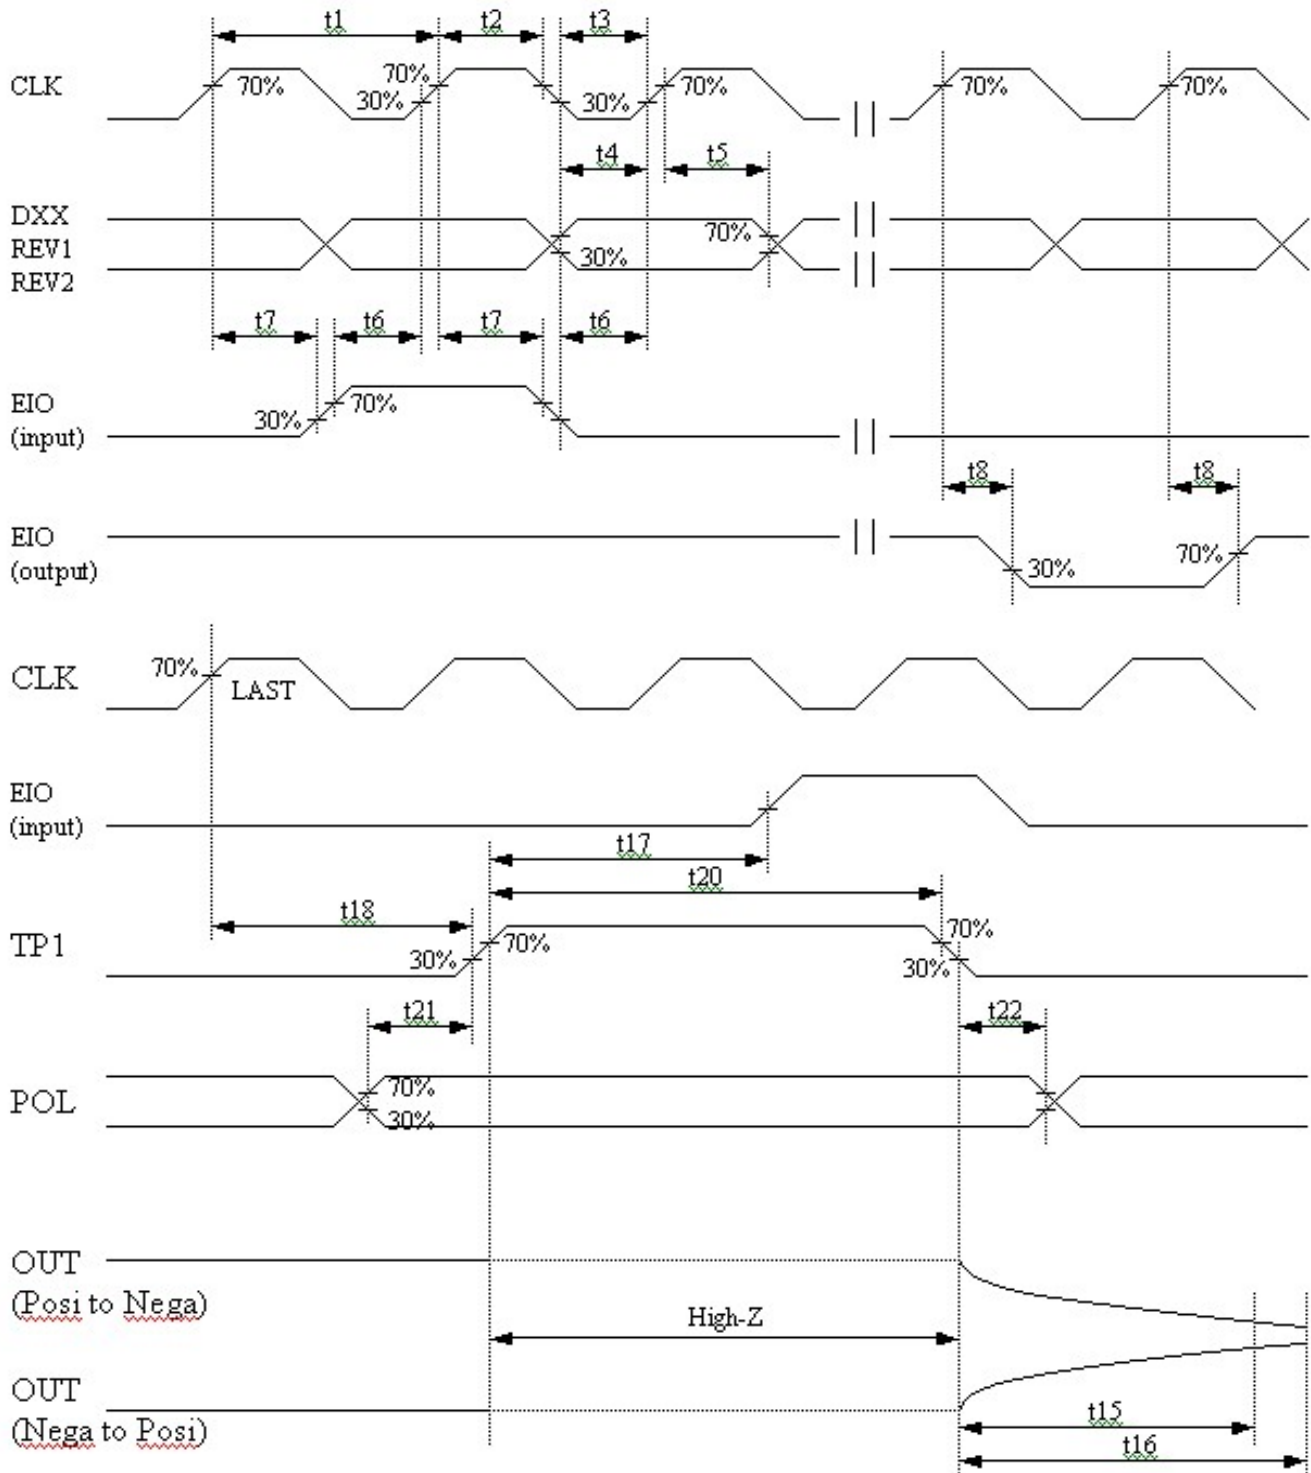 t1 t2 t3
CLK 70% 70% 30% 30% 70% 70% 70%
t4 t5
DXX
REV1 70%
REV2 30%
t7 t6 t7 t6
EIO 30% 70%
(input)
t8 t8
EIO
(output) 30% 70%
CLK 70% LAST
EIO
(input)
t17
t20
t18
TP1 30% 70% 70% 30%
t21 t22
POL 70% 30%
OUT
(Posi to Nega)
High-Z
OUT
(Nega to Posi)
t15
t16